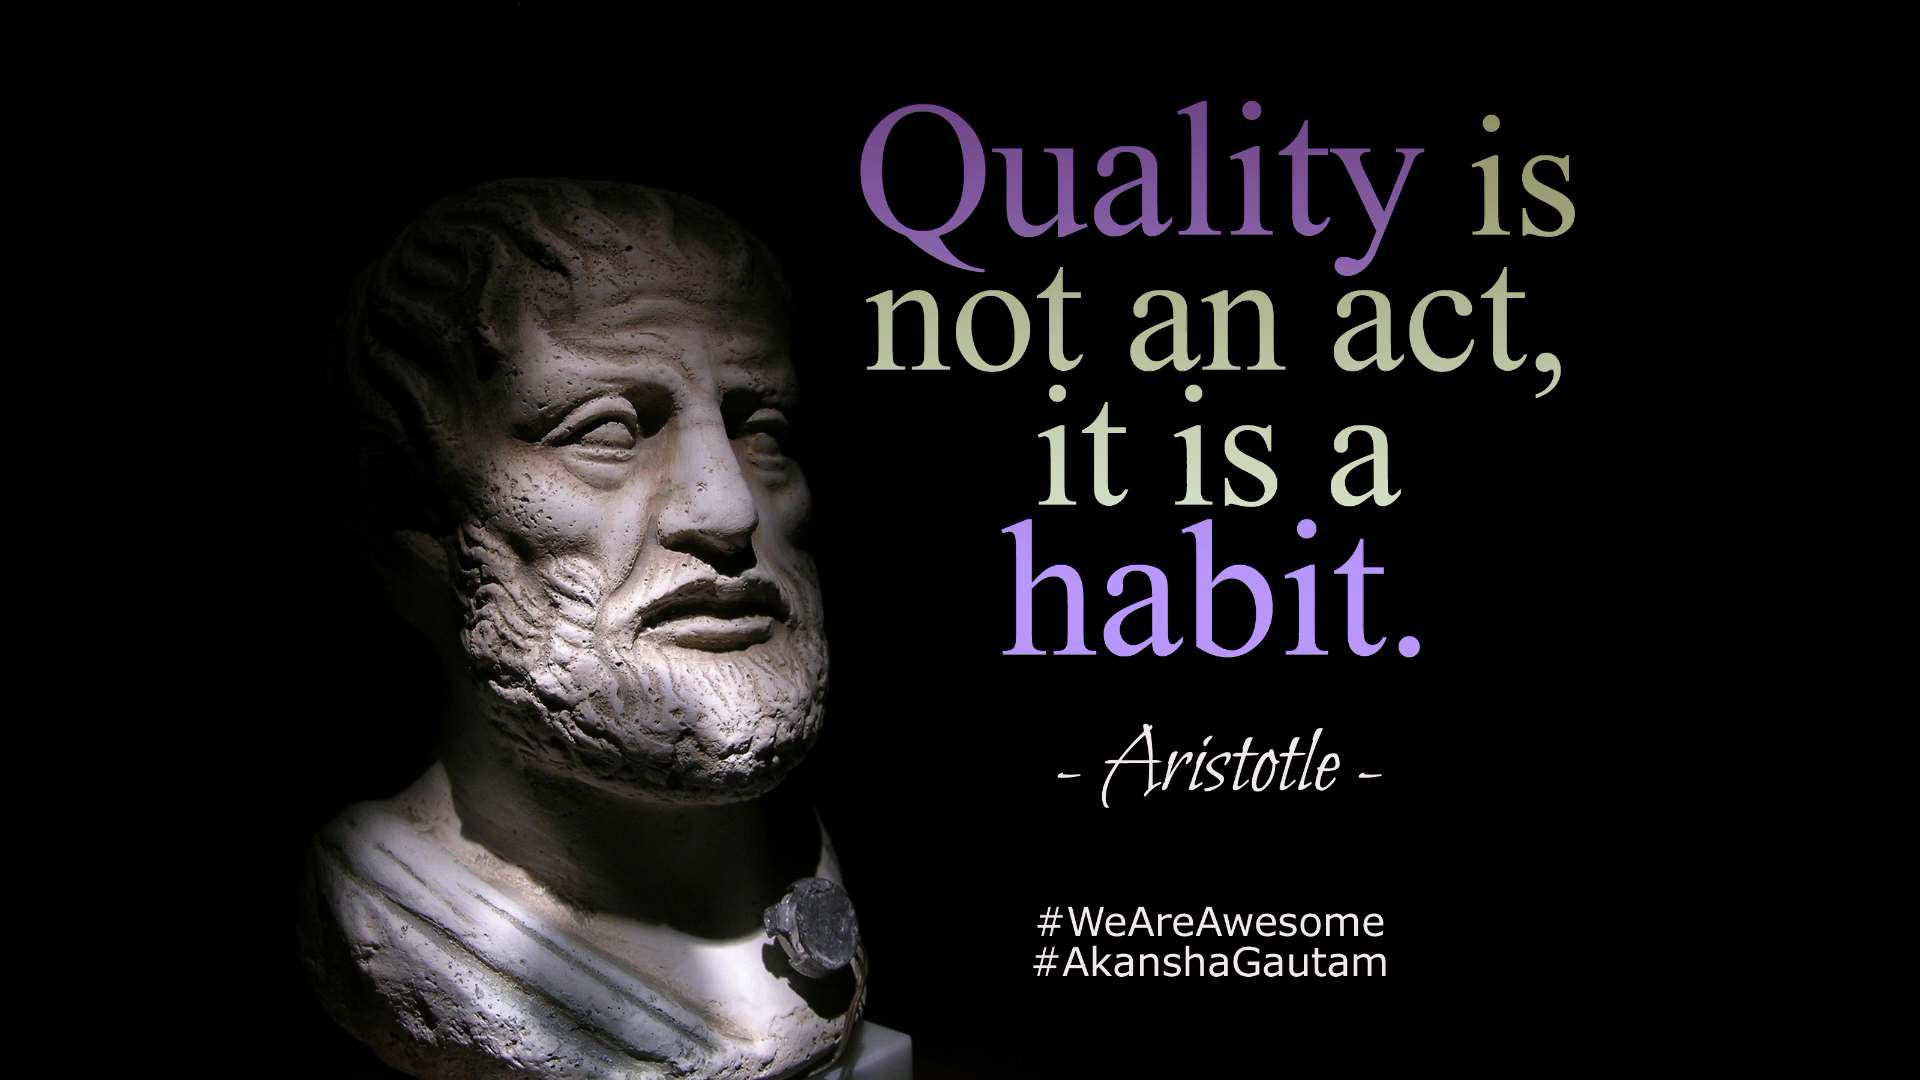 Quality is
not an act,
it is a
habit.
- Aristotle -
#WeAreAwesome
#AkanshaGautam